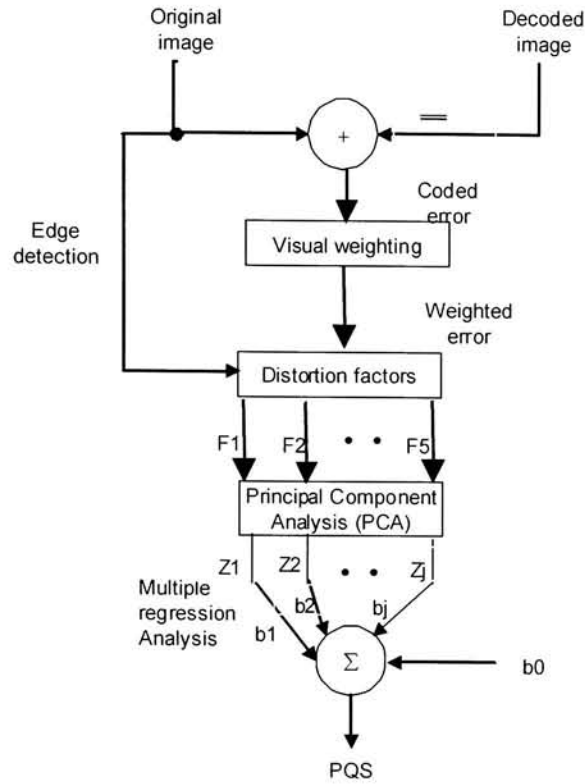 Original
image
Decoded
image
+
Coded
error
Visual weighting
Edge
detection
Weighted
error
Distortion factors
F1 F2 F5
Principal Component
Analysis (PCA)
Z1 Z2 Zj
Multiple
regression
Analysis
b1 b2 bj
Σ
b0
PQS